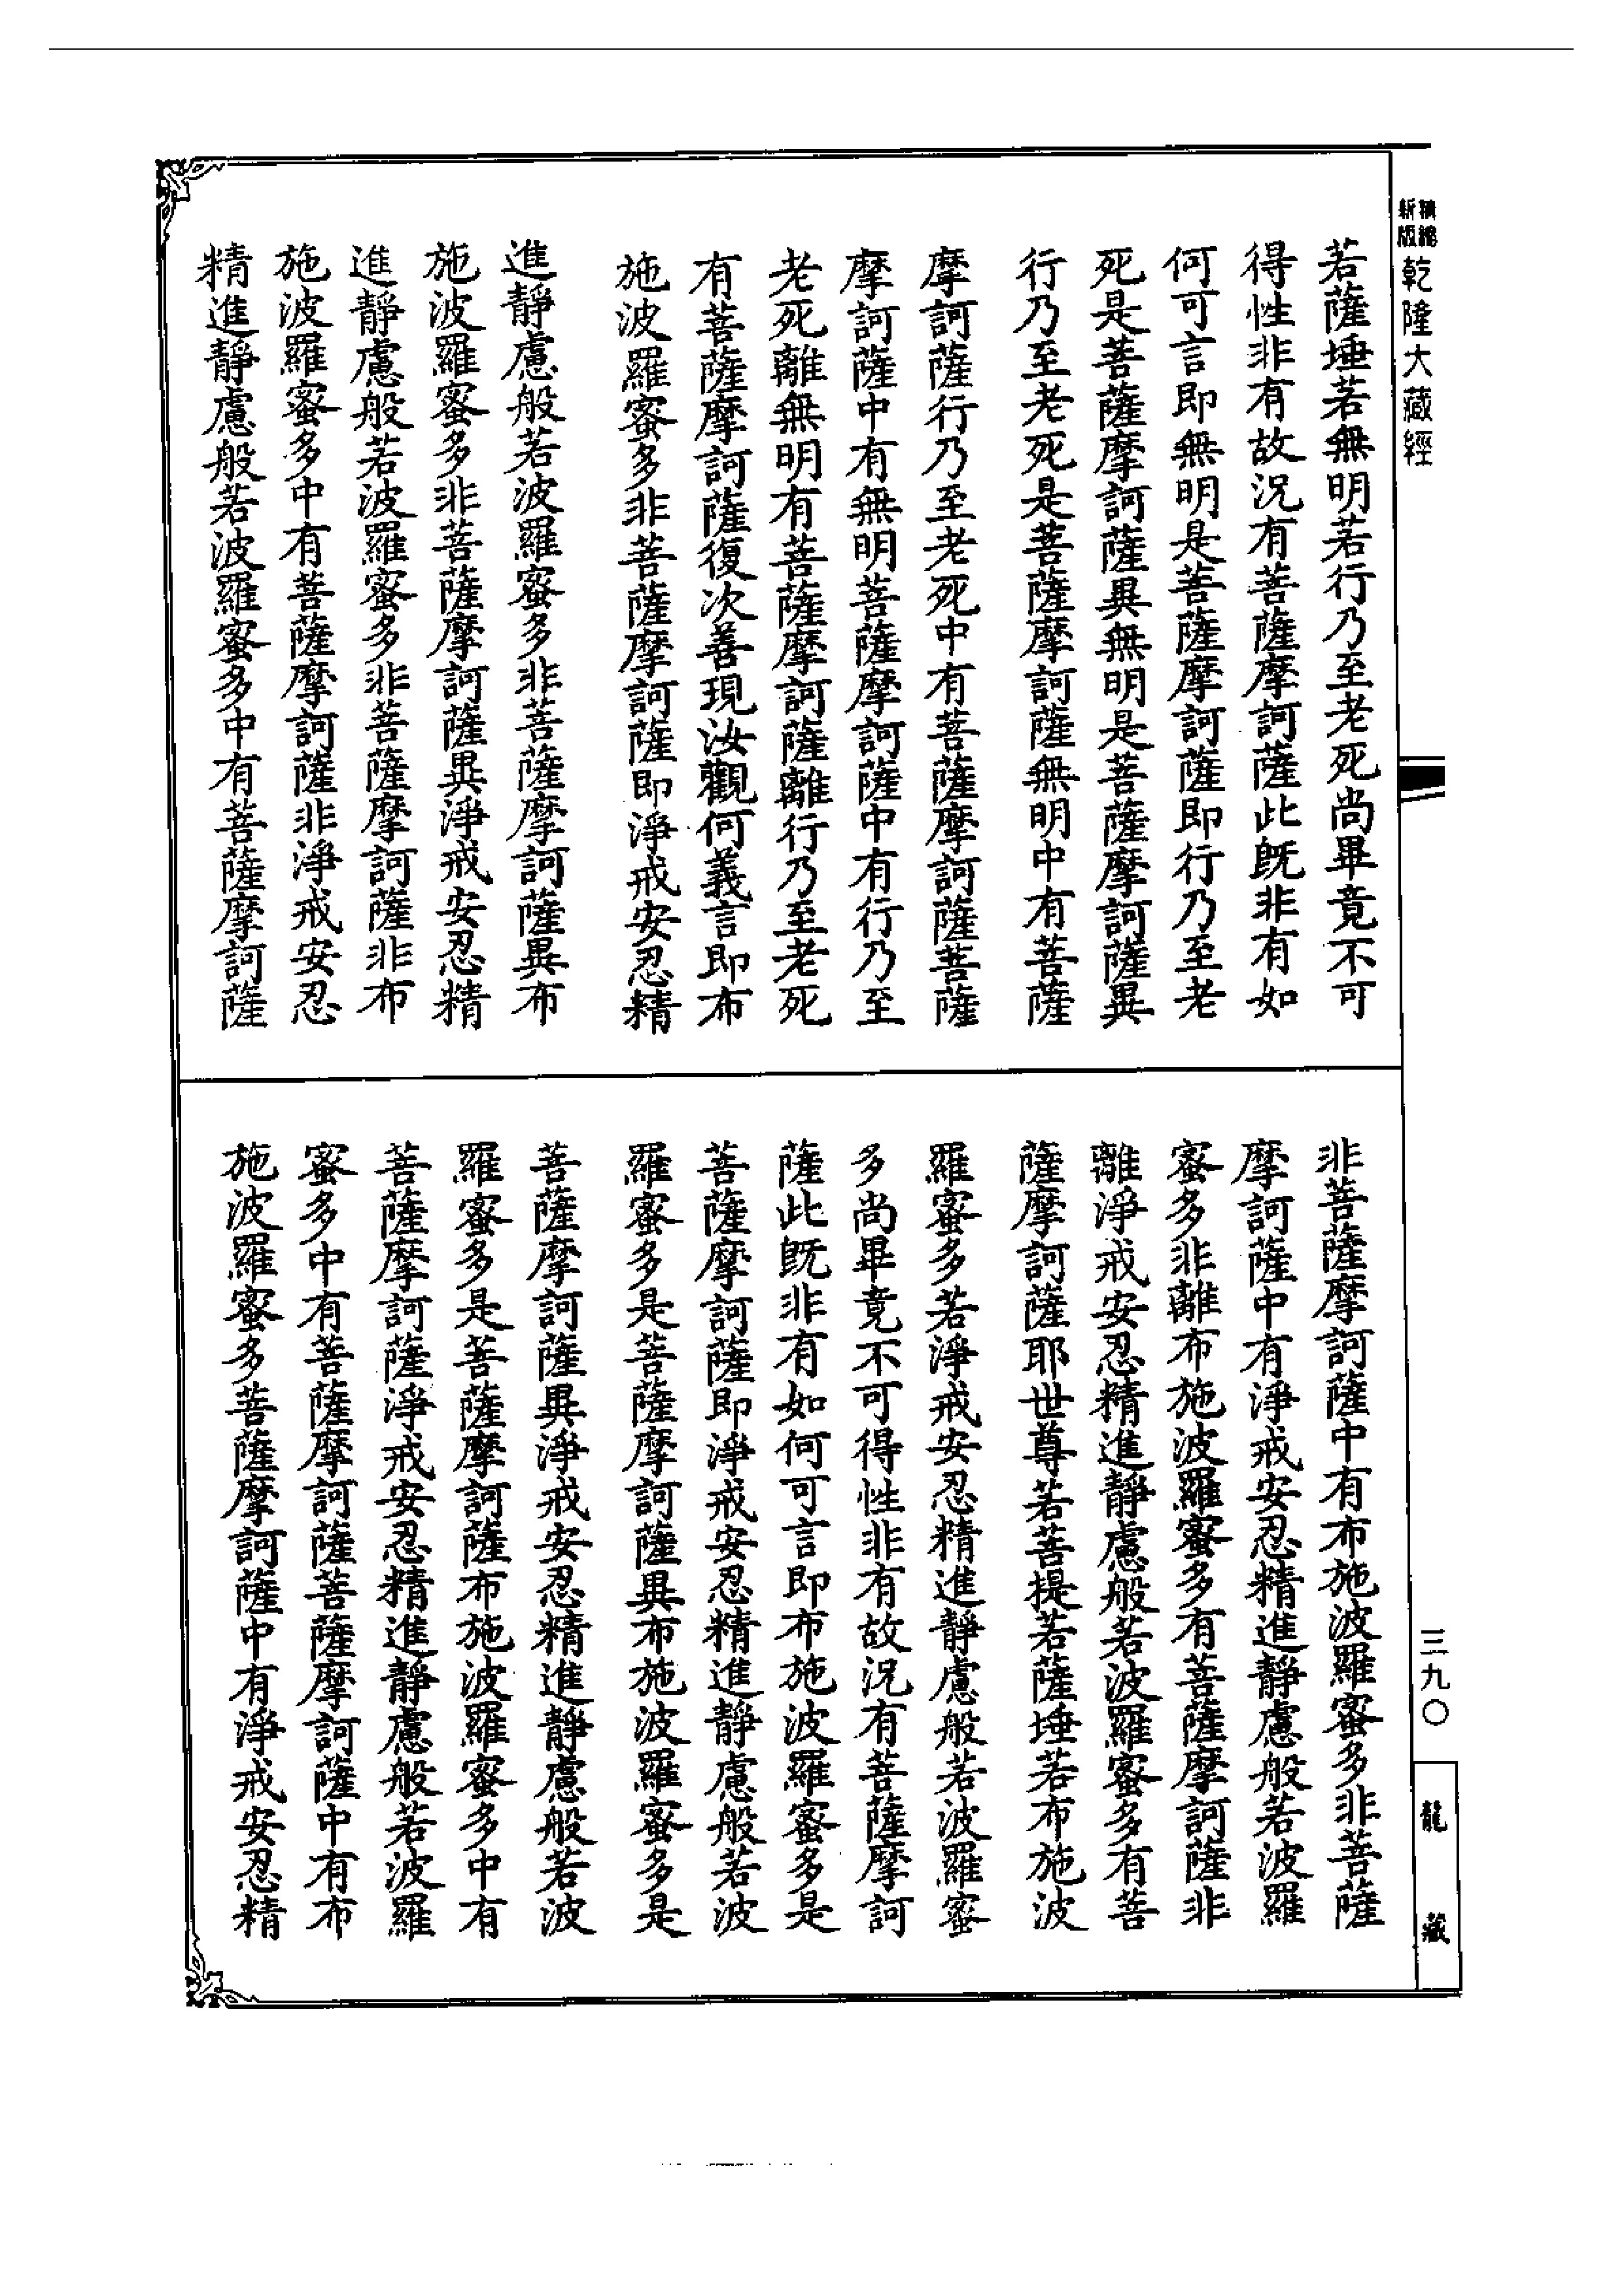 新版精縮乾隆大藏經
若薩埵若無明若行乃至老死尚畢竟不可
得性非有故況有菩薩摩訶薩此旣非有如
何可言即無明是菩薩摩訶薩即行乃至老
死是菩薩摩訶薩異無明是菩薩摩訶薩異
行乃至老死是菩薩摩訶薩無明中有菩薩
摩訶薩行乃至老死中有菩薩摩訶薩菩薩
摩訶薩中有無明菩薩摩訶薩中有行乃至
老死離無明有菩薩摩訶薩離行乃至老死
有菩薩摩訶薩復次善現汝觀何義言即布
施波羅蜜多非菩薩摩訶薩即淨戒安忍精
進靜慮般若波羅蜜多非菩薩摩訶薩異布
施波羅蜜多非菩薩摩訶薩異淨戒安忍精
進靜慮般若波羅蜜多非菩薩摩訶薩非布
施波羅蜜多中有菩薩摩訶薩非淨戒安忍
精進靜慮般若波羅蜜多中有菩薩摩訶薩
非菩薩摩訶薩中有布施波羅蜜多非菩薩
摩訶薩中有淨戒安忍精進靜慮般若波羅
蜜多非離布施波羅蜜多有菩薩摩訶薩非
離淨戒安忍精進靜慮般若波羅蜜多有菩
薩摩訶薩耶世尊若菩提若薩埵若布施波
羅蜜多若淨戒安忍精進靜慮般若波羅蜜
多尚畢竟不可得性非有故況有菩薩摩訶
薩此旣非有如何可言即布施波羅蜜多是
菩薩摩訶薩即淨戒安忍精進靜慮般若波
羅蜜多是菩薩摩訶薩異布施波羅蜜多是
菩薩摩訶薩異淨戒安忍精進靜慮般若波
羅蜜多是菩薩摩訶薩布施波羅蜜多中有
菩薩摩訶薩淨戒安忍精進靜慮般若波羅
蜜多中有菩薩摩訶薩菩薩摩訶薩中有布
施波羅蜜多菩薩摩訶薩中有淨戒安忍精
三九〇
龍藏